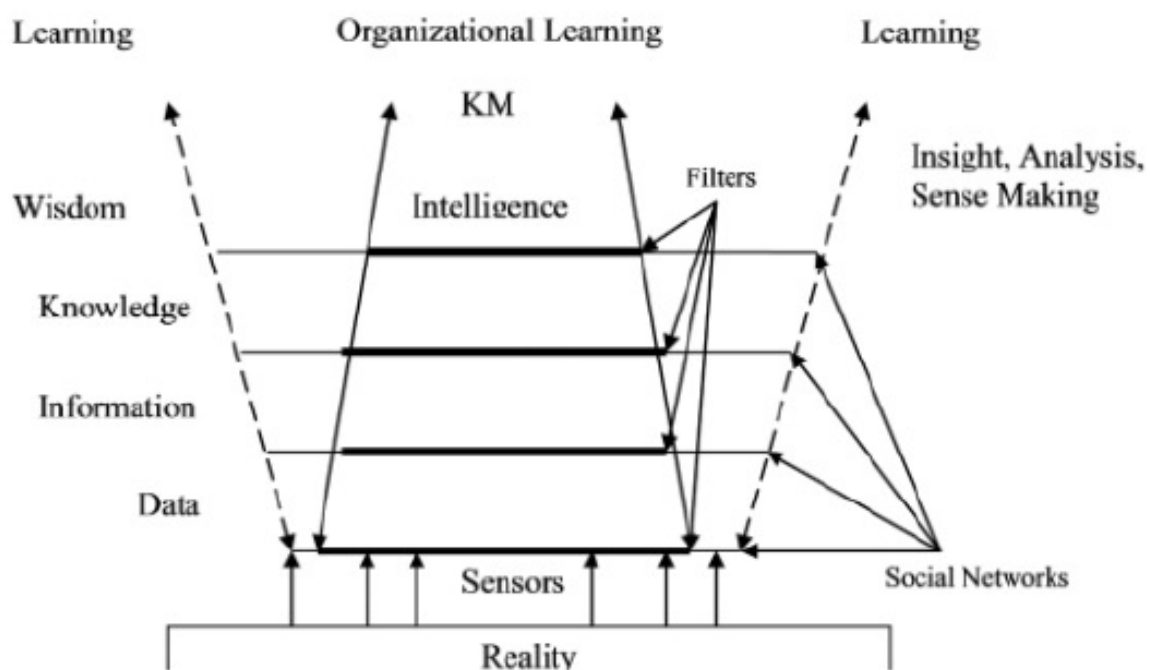 Learning
Organizational Learning
Learning
KM
Filters
Insight, Analysis,
Sense Making
Wisdom
Intelligence
Knowledge
Information
Data
Sensors
Social Networks
Reality